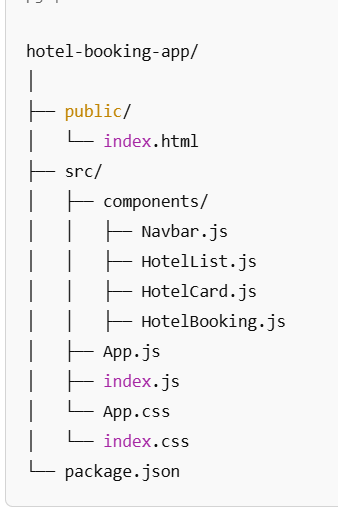 hotel-booking-app/
│
├── public/
│   └── index.html
├── src/
│   ├── components/
│   │   ├── Navbar.js
│   │   ├── HotelList.js
│   │   ├── HotelCard.js
│   │   ├── HotelBooking.js
│   ├── App.js
│   ├── index.js
│   └── App.css
│   └── index.css
└── package.json